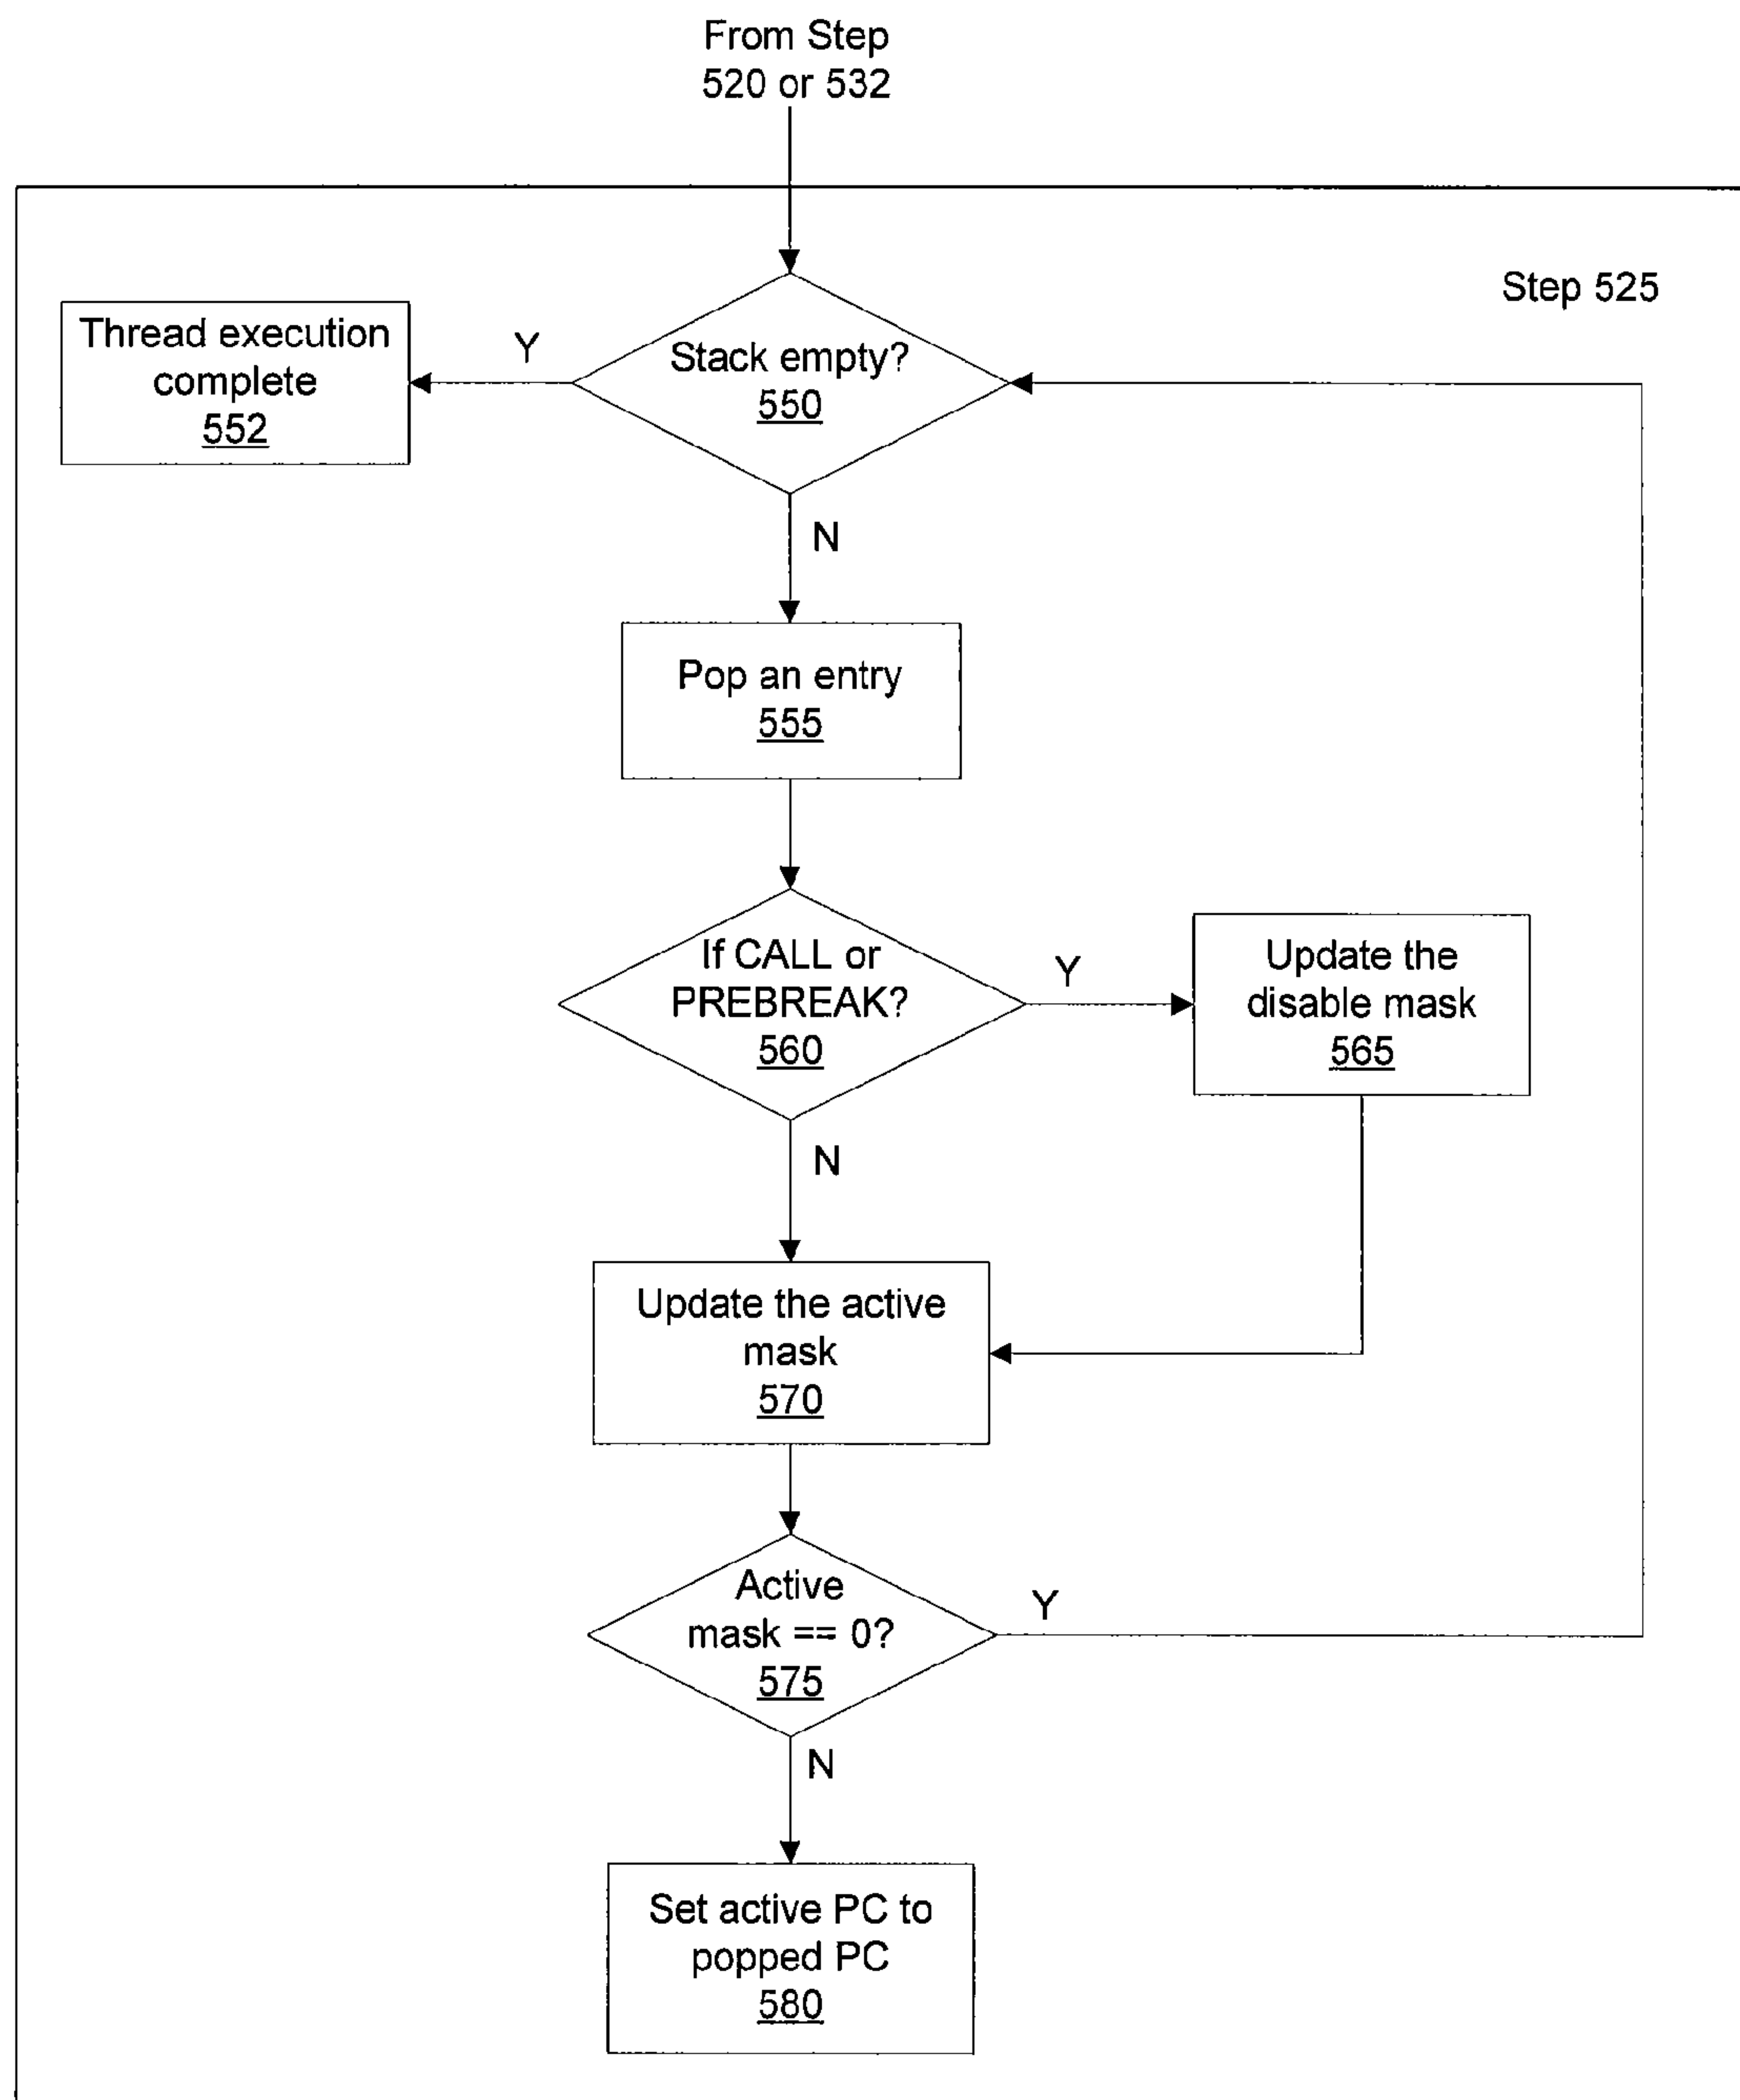 From Step
520 or 532
Step 525
Thread execution
complete
552
Y
Stack empty?
550
N
Pop an entry
555
If CALL or
PREBREAK?
560
Y
Update the
disable mask
565
N
Update the active
mask
570
Active
mask == 0?
575
Y
N
Set active PC to
popped PC
580